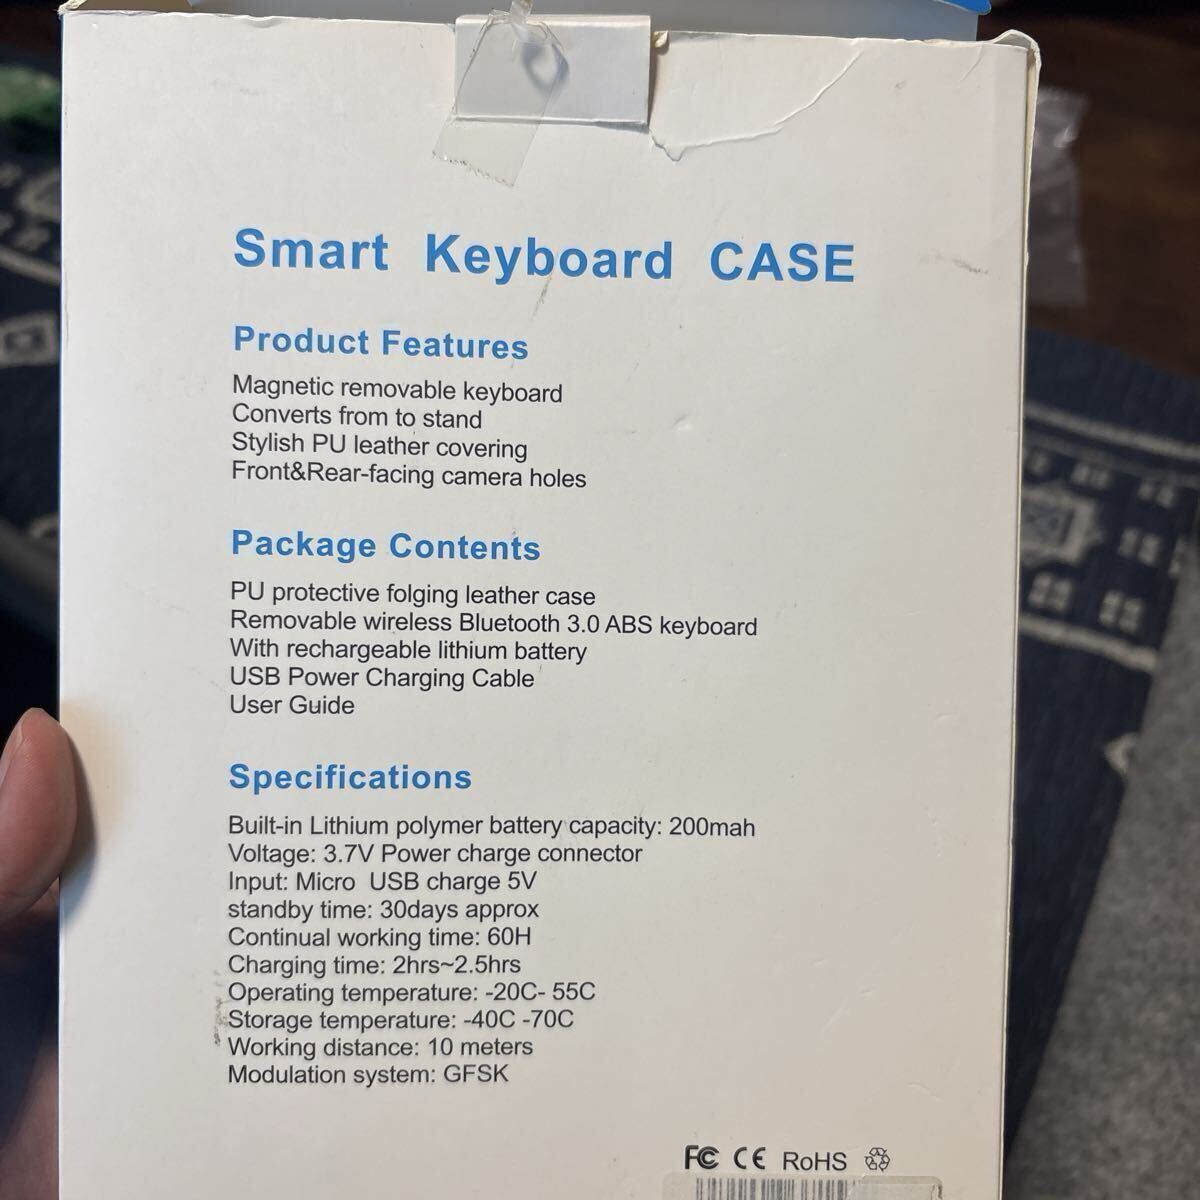 Smart Keyboard CASE
Product Features
Magnetic removable keyboard
Converts from to stand
Stylish PU leather covering
Front&Rear-facing camera holes
Package Contents
PU protective folging leather case
Removable wireless Bluetooth 3.0 ABS keyboard
With rechargeable lithium battery
USB Power Charging Cable
User Guide
Specifications
Built-in Lithium polymer battery capacity: 200mah
Voltage: 3.7V Power charge connector
Input: Micro USB charge 5V
standby time: 30days approx
Continual working time: 60H
Charging time: 2hrs~2.5hrs
Operating temperature: -20C- 55C
Storage temperature: -40C -70C
Working distance: 10 meters
Modulation system: GFSK
FC CE RoHS